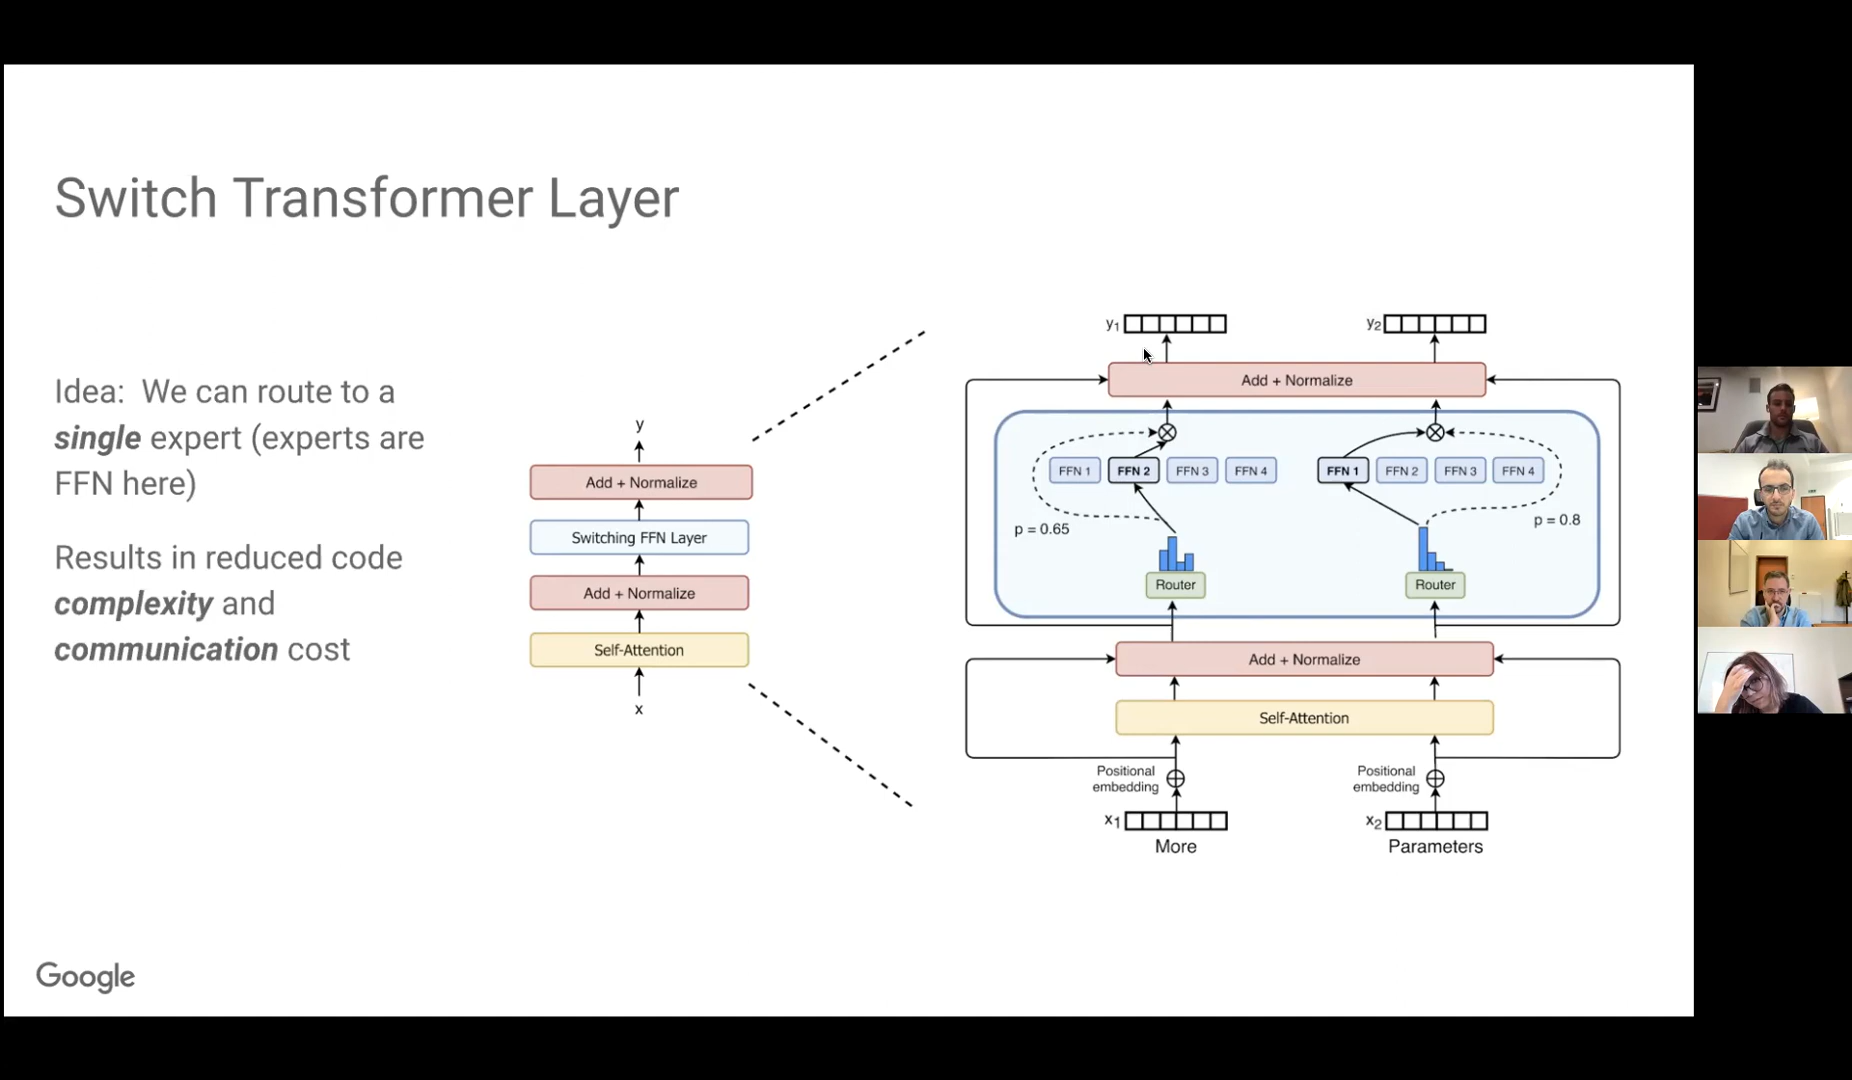 Switch Transformer Layer
Idea:  We can route to a
single expert (experts are
FFN here)
Results in reduced code
complexity and
communication cost
y
Add + Normalize
Switching FFN Layer
Add + Normalize
Self-Attention
x
y1
y2
Add + Normalize
FFN 1 FFN 2 FFN 3 FFN 4
FFN 1 FFN 2 FFN 3 FFN 4
p = 0.65
p = 0.8
Router
Router
Add + Normalize
Self-Attention
Positional
embedding
Positional
embedding
x1
x2
More
Parameters
Google